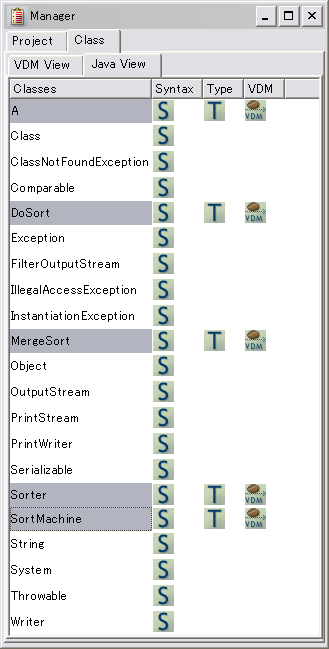 Manager
Project Class
VDM View Java View
Classes Syntax Type VDM
A S T VDM
Class S
ClassNotFoundException S
Comparable S
DoSort S T VDM
Exception S
FilterOutputStream S
IllegalAccessException S
InstantiationException S
MergeSort S T VDM
Object S
OutputStream S
PrintStream S
PrintWriter S
Serializable S
Sorter S T VDM
SortMachine S T VDM
String S
System S
Throwable S
Writer S